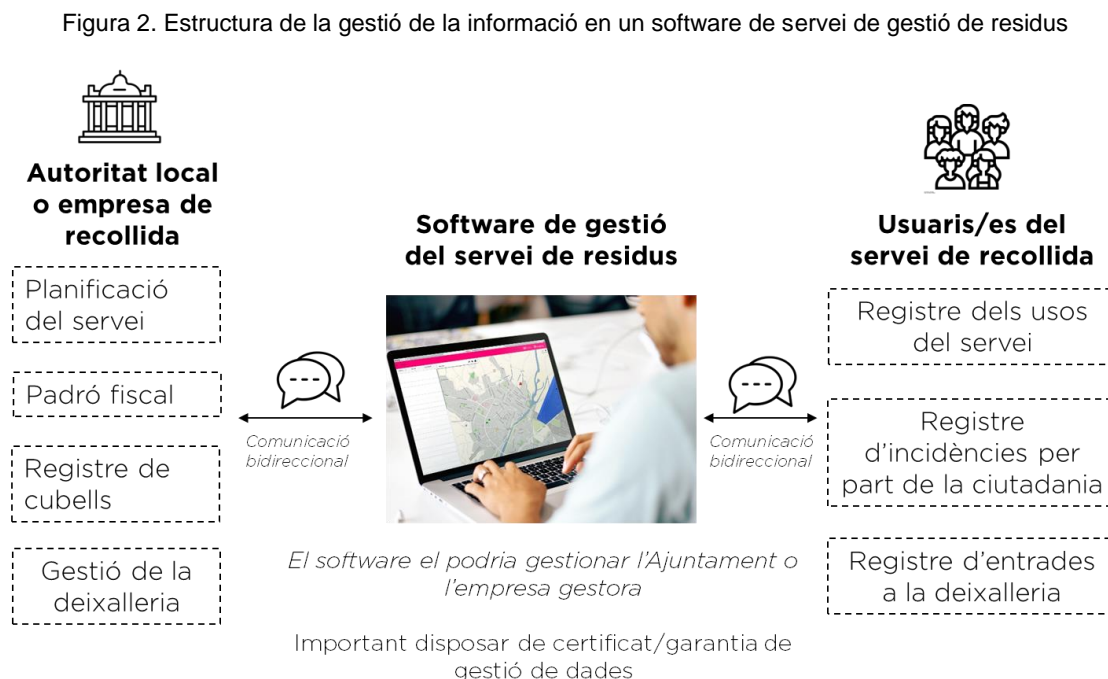 Figura 2. Estructura de la gestió de la informació en un software de servei de gestió de residus
Autoritat local
o empresa de
recollida
Planificació
del servei
Padró fiscal
Registre de
cubells
Gestió de la
deixalleria
Comunicació
bidireccional
Software de gestió
del servei de residus
El software el podria gestionar l'Ajuntament o
l'empresa gestora
Important disposar de certificat/garantia de
gestió de dades
Comunicació
bidireccional
Usuaris/es del
servei de recollida
Registre dels usos
del servei
Registre
d'incidències per
part de la ciutadania
Registre d'entrades
a la deixalleria